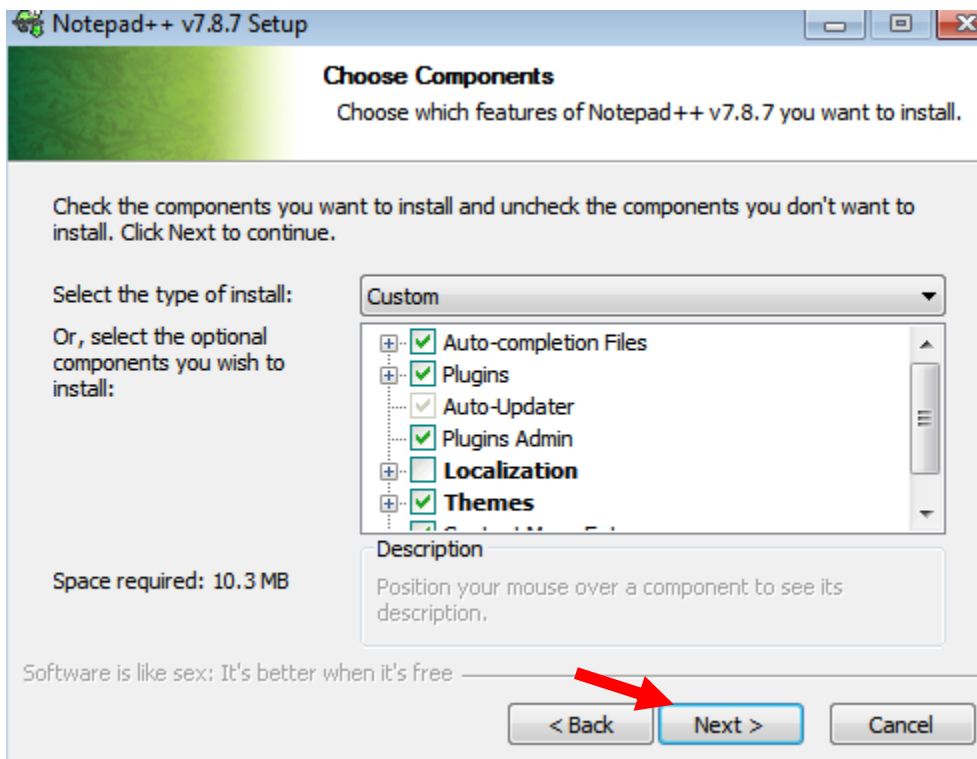 Notepad++ v7.8.7 Setup
Choose Components
Choose which features of Notepad++ v7.8.7 you want to install.
Check the components you want to install and uncheck the components you don't want to
install. Click Next to continue.
Select the type of install:
Custom
Or, select the optional
components you wish to
install:
Auto-completion Files
Plugins
Auto-Updater
Plugins Admin
Localization
Themes
Space required: 10.3 MB
Description
Position your mouse over a component to see its
description.
Software is like sex: It's better when it's free
< Back
Next >
Cancel